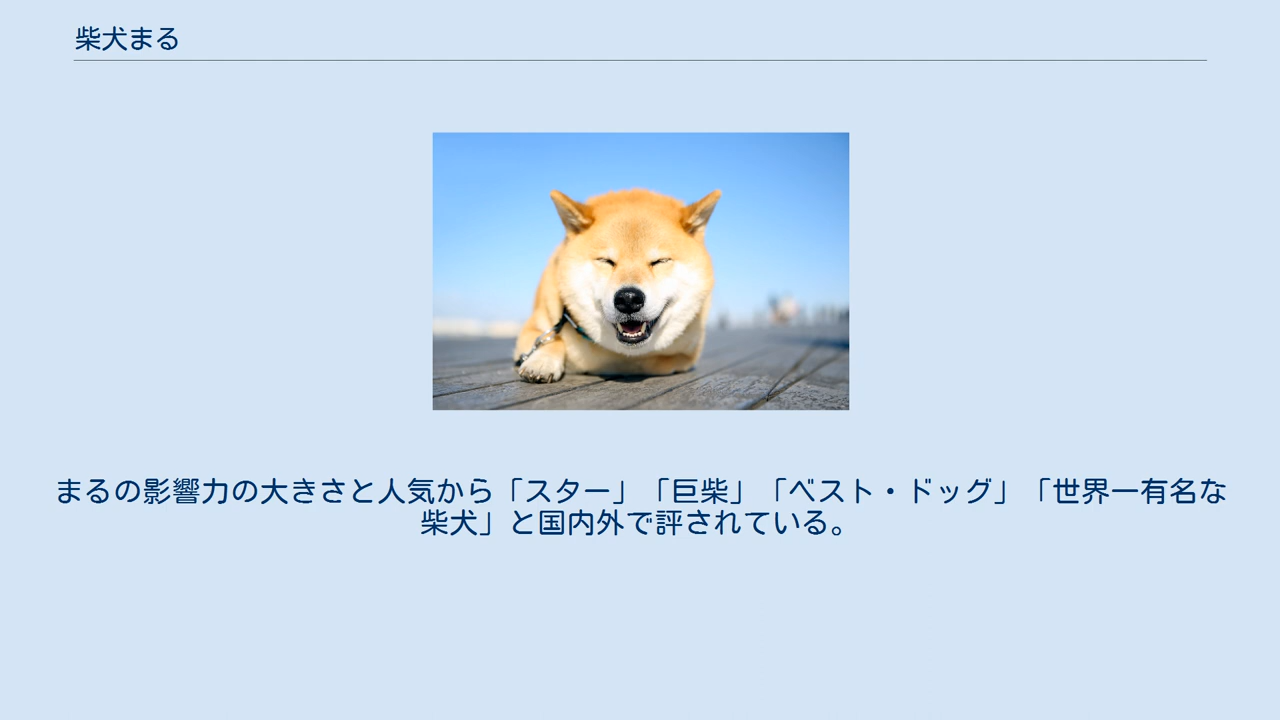 柴犬まる
まるの影響力の大きさと人気から「スター」「巨柴」「ベスト・ドッグ」「世界一有名な
柴犬」と国内外で評されている。